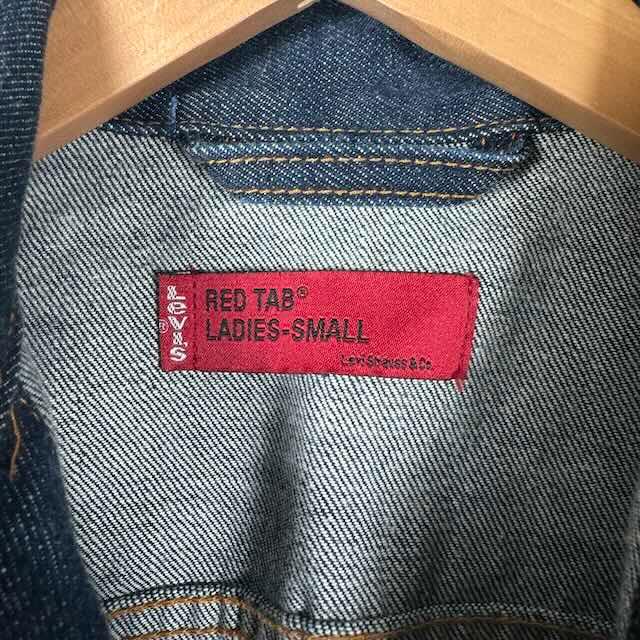 LEVI'S®
RED TAB®
LADIES-SMALL
Levi Strauss & Co.